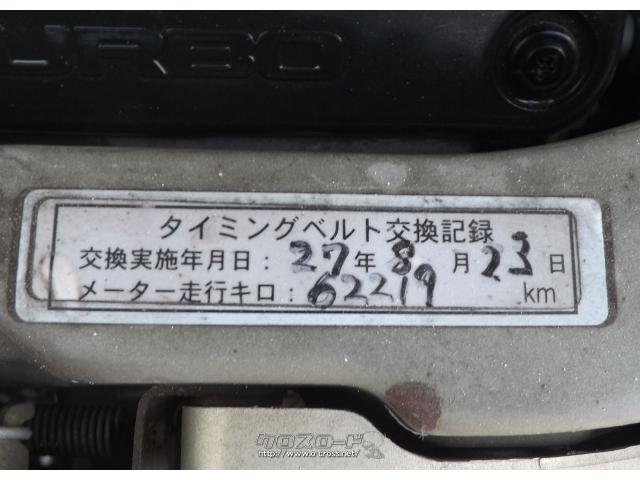 TURBO
タイミングベルト交換記録
交換実施年月日：27年8月23日
メーター走行キロ：62219 km
クロスロード
www.o-cross.net